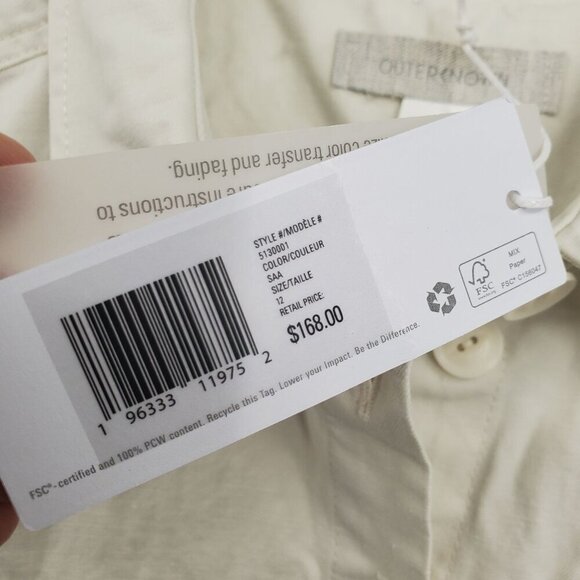 OUTERKNOWN
color transfer and fading.
instructions to
STYLE #/MODÈLE #
5130001
COLOR/COULEUR
SAA
SIZE/TAILLE
12
RETAIL PRICE:
$168.00
1 96333 11975 2
FSC®-certified and 100% PCW content. Recycle this Tag. Lower your Impact. Be the Difference.
FSC
MIX
Paper
FSC® C156047